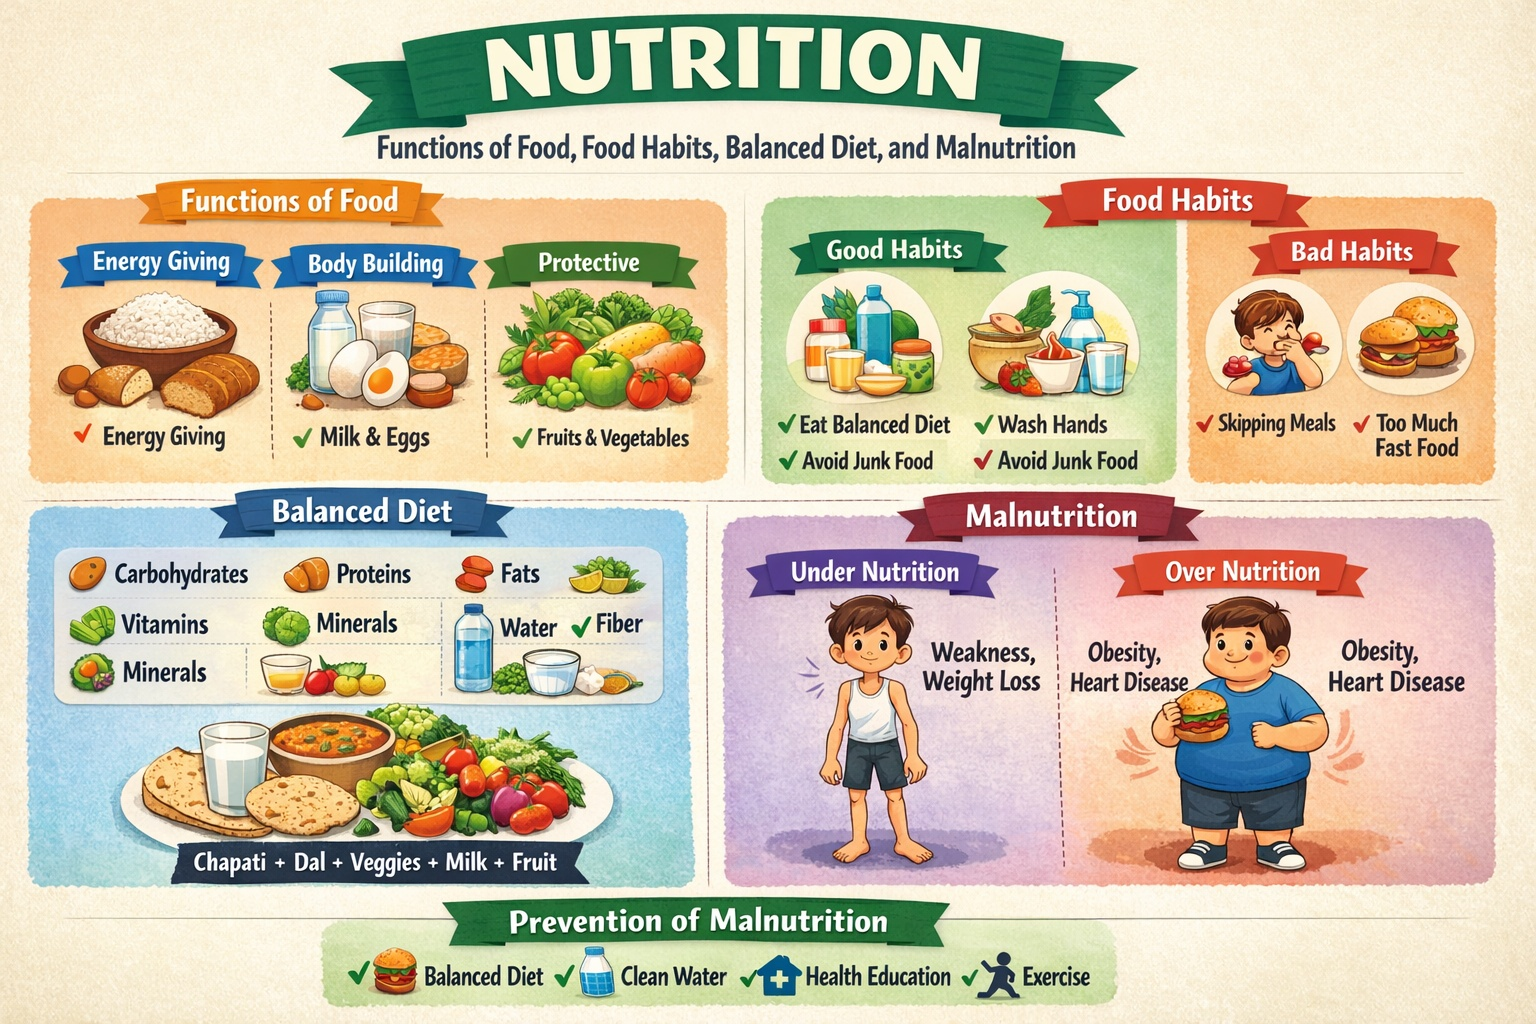 NUTRITION
Functions of Food, Food Habits, Balanced Diet, and Malnutrition
Functions of Food
Energy Giving
Body Building
Protective
✓ Energy Giving
✓ Milk & Eggs
✓ Fruits & Vegetables
Food Habits
Good Habits
✓ Eat Balanced Diet
✓ Wash Hands
✓ Avoid Junk Food
✓ Avoid Junk Food
Bad Habits
✓ Skipping Meals
✓ Too Much
Fast Food
Balanced Diet
Carbohydrates
Proteins
Fats
Vitamins
Minerals
Water
✓ Fiber
Minerals
Chapati + Dal + Veggies + Milk + Fruit
Malnutrition
Under Nutrition
Weakness,
Weight Loss
Over Nutrition
Obesity,
Heart Disease
Obesity,
Heart Disease
Prevention of Malnutrition
✓ Balanced Diet
✓ Clean Water
✓ Health Education
✓ Exercise